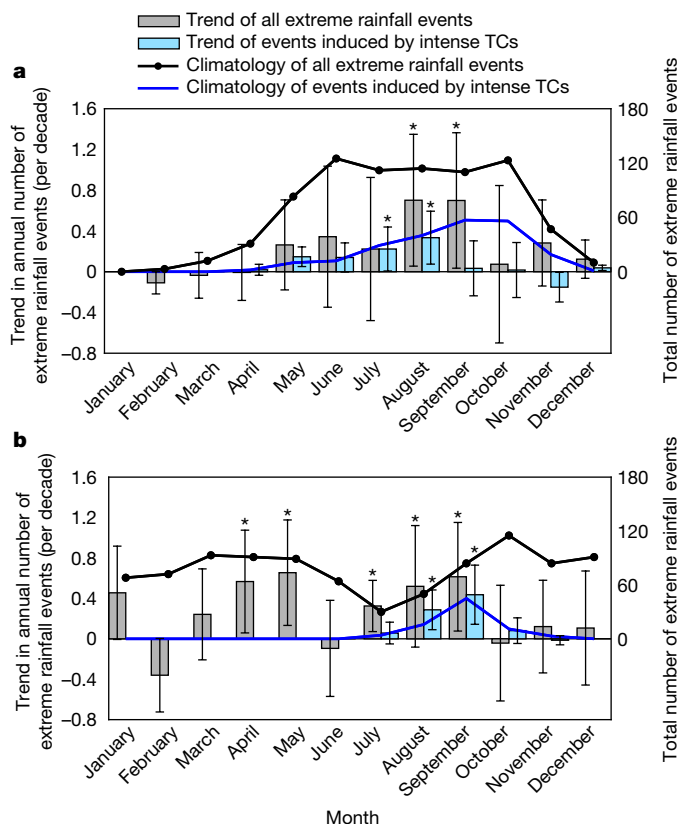 Trend of all extreme rainfall events
Trend of events induced by intense TCs
Climatology of all extreme rainfall events
Climatology of events induced by intense TCs
a
Trend in annual number of
extreme rainfall events (per decade)
1.6
1.2
0.8
0.4
0
−0.4
−0.8
180
120
60
0
Total number of extreme rainfall events
* * * *
January
February
March
April
May
June
July
August
September
October
November
December
b
Trend in annual number of
extreme rainfall events (per decade)
1.6
1.2
0.8
0.4
0
−0.4
−0.8
180
120
60
0
Total number of extreme rainfall events
* * * * * * *
January
February
March
April
May
June
July
August
September
October
November
December
Month